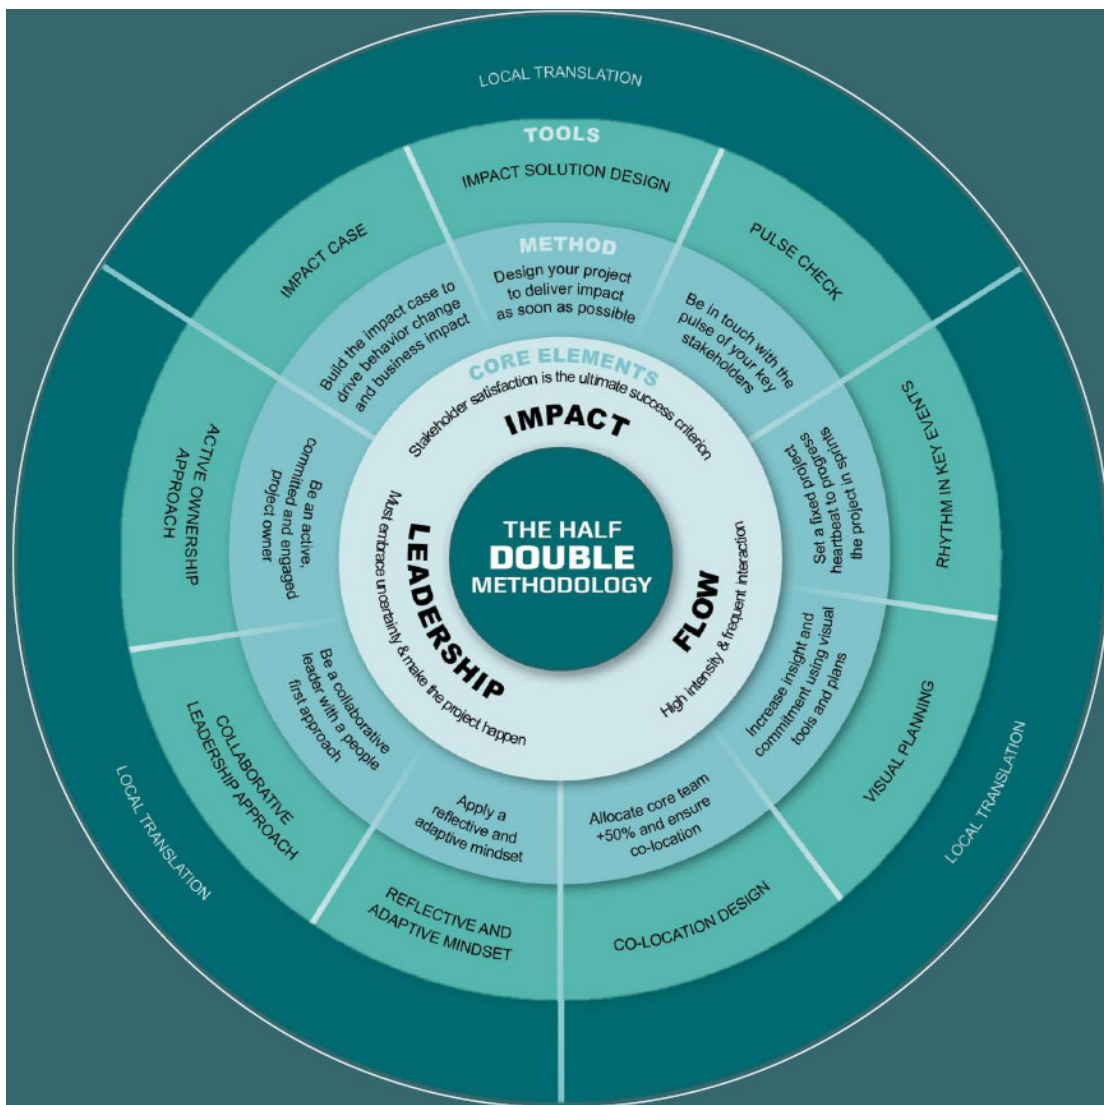 LOCAL TRANSLATION
TOOLS
IMPACT SOLUTION DESIGN
IMPACT CASE
PULSE CHECK
METHOD
Design your project
to deliver impact
as soon as possible
Build the impact case to
drive behavior change
and business impact
Be in touch with the
pulse of your key
stakeholders
CORE ELEMENTS
Stakeholder satisfaction is the ultimate success criterion
IMPACT
THE HALF
DOUBLE
METHODOLOGY
FLOW
High intensity & frequent interaction
Set a fixed project
heartbeat to progress
the project in sprints
RHYTHM IN KEY EVENTS
Increase insight and
commitment using visual
tools and plans
VISUAL PLANNING
Allocate core team
+50% and ensure
co-location
CO-LOCATION DESIGN
LOCAL TRANSLATION
LEADERSHIP
Must embrace uncertainty & make the project happen
Be an active,
committed and engaged
project owner
ACTIVE OWNERSHIP
APPROACH
Be a collaborative
leader with a people
first approach
COLLABORATIVE
LEADERSHIP APPROACH
Apply a
reflective and
adaptive mindset
REFLECTIVE AND
ADAPTIVE MINDSET
LOCAL TRANSLATION